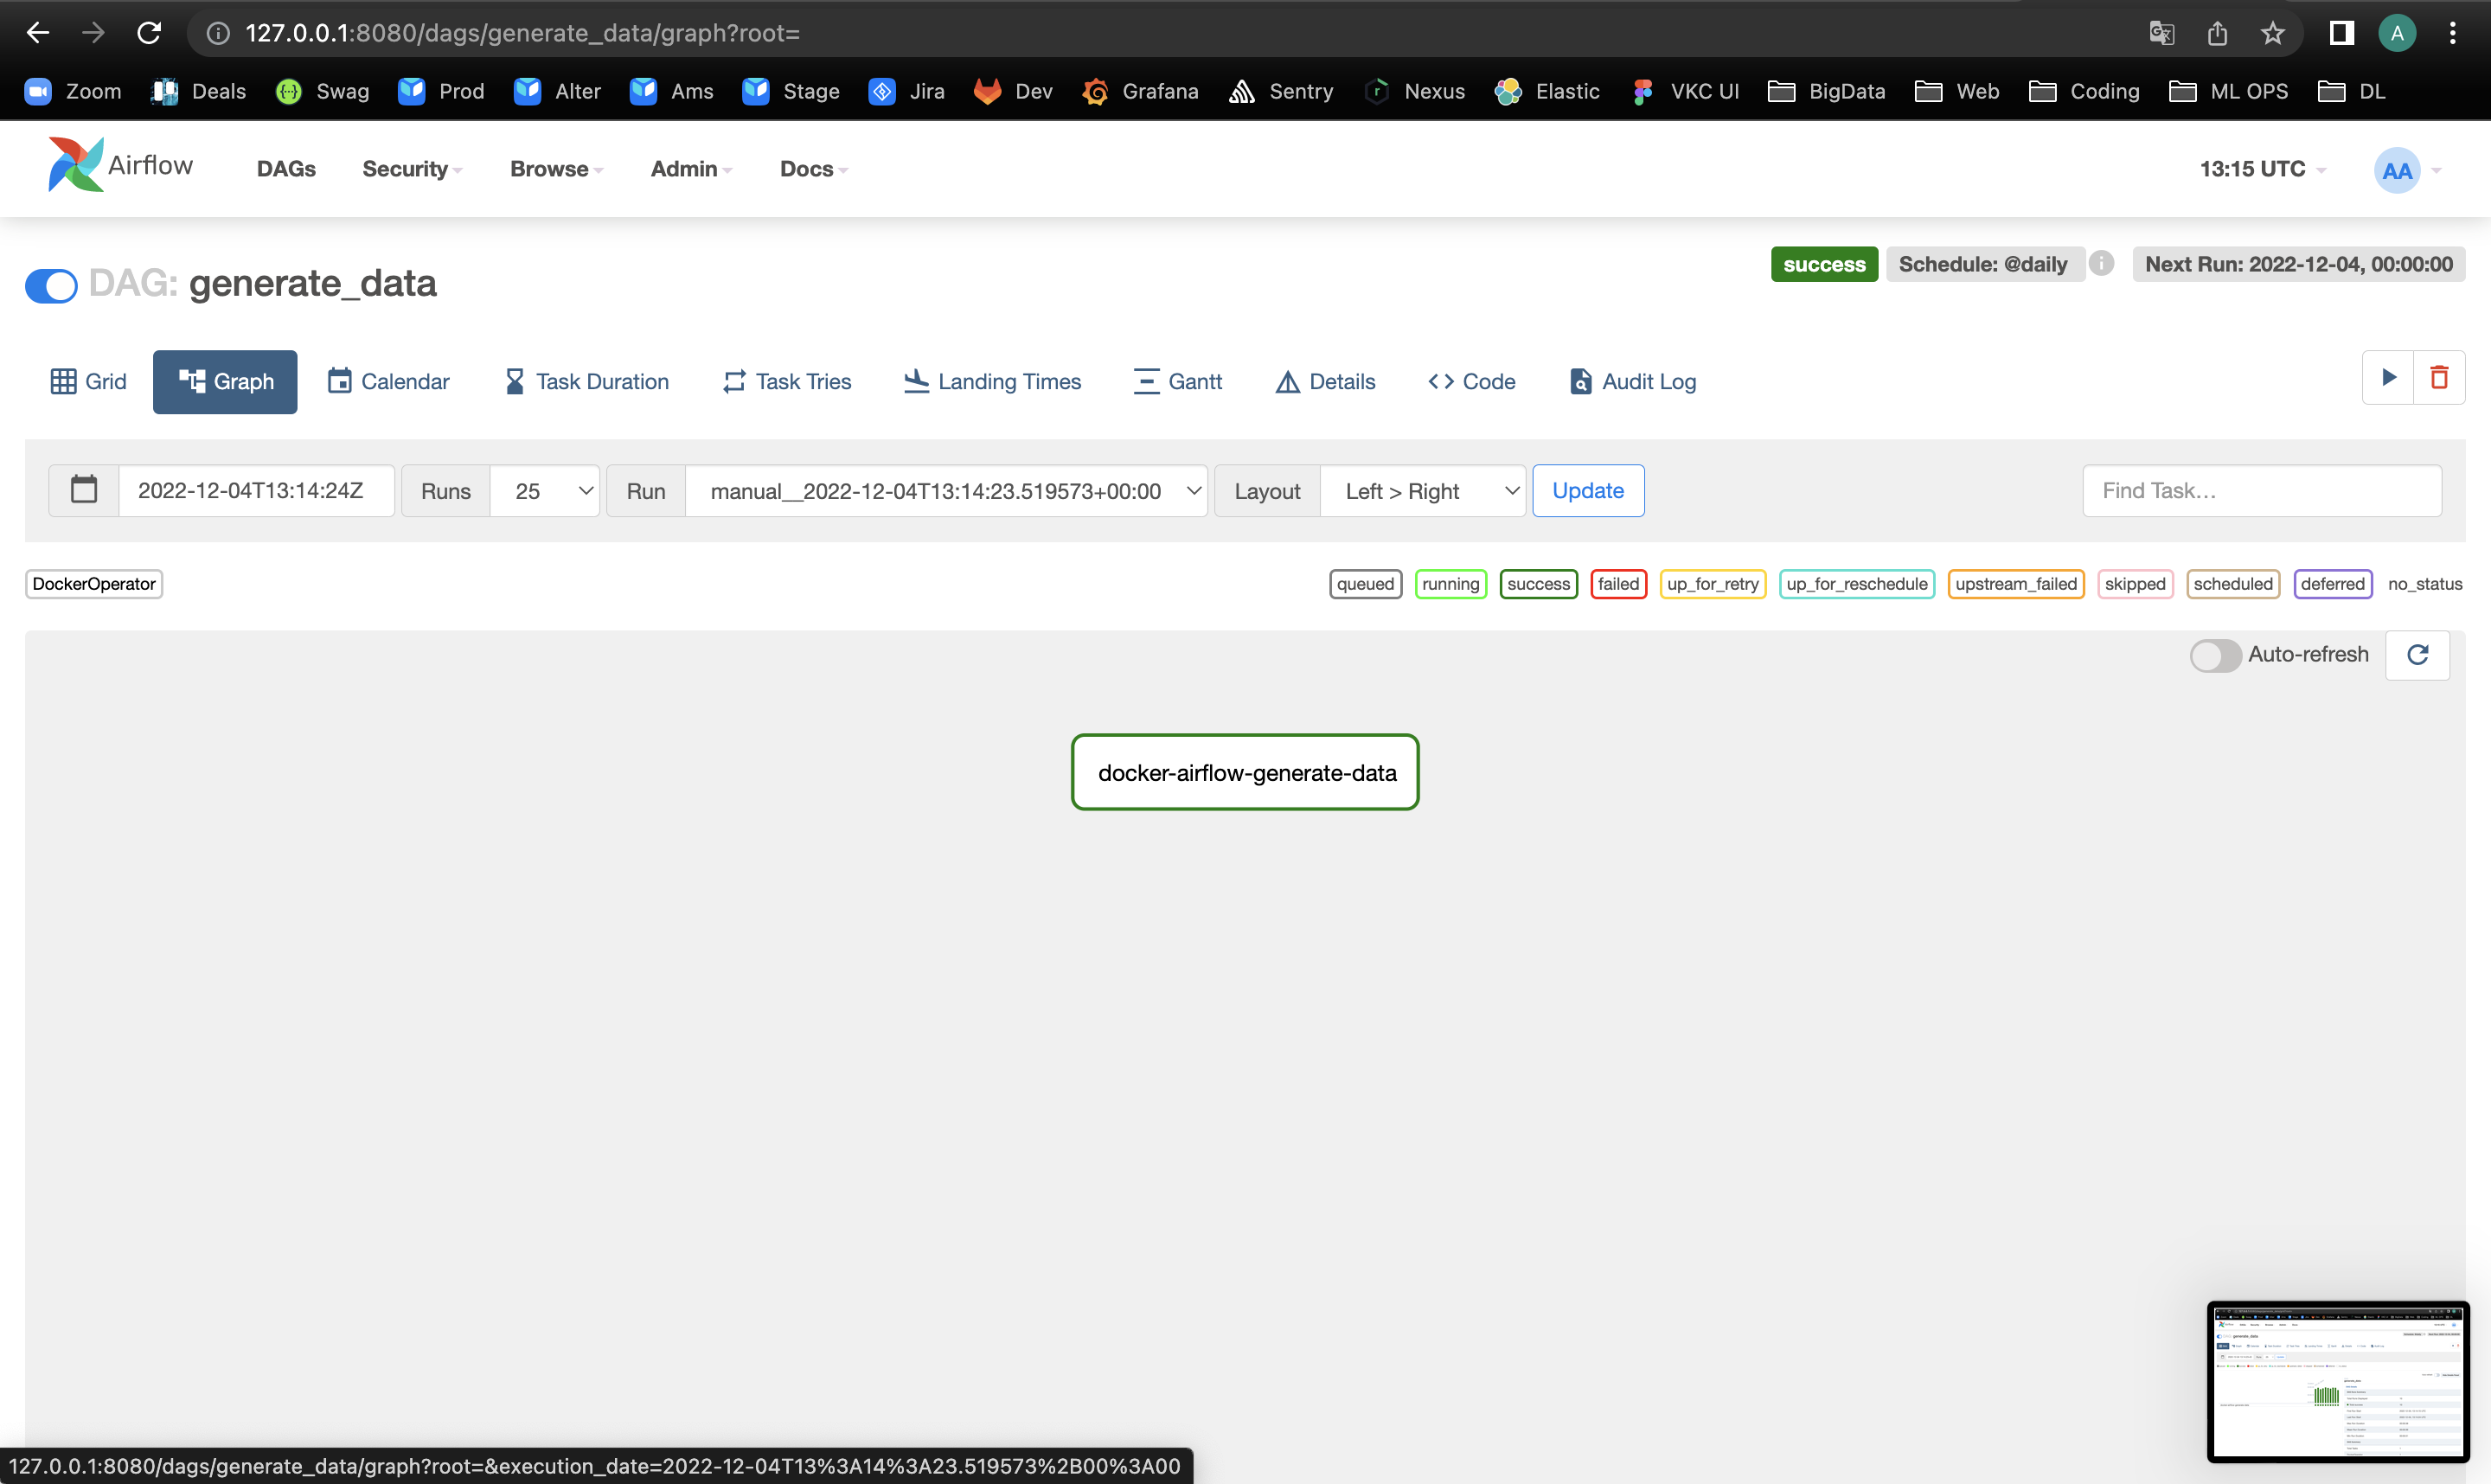 127.0.0.1:8080/dags/generate_data/graph?root=
A
Zoom Deals Swag Prod Alter Ams Stage Jira Dev Grafana Sentry Nexus Elastic VKC UI BigData Web Coding ML OPS DL
Airflow DAGs Security Browse Admin Docs 13:15 UTC AA
DAG: generate_data success Schedule: @daily Next Run: 2022-12-04, 00:00:00
Grid Graph Calendar Task Duration Task Tries Landing Times Gantt Details Code Audit Log
2022-12-04T13:14:24Z Runs 25 Run manual__2022-12-04T13:14:23.519573+00:00 Layout Left > Right Update Find Task…
DockerOperator queued running success failed up_for_retry up_for_reschedule upstream_failed skipped scheduled deferred no_status
Auto-refresh
docker-airflow-generate-data
127.0.0.1:8080/dags/generate_data/graph?root=&execution_date=2022-12-04T13%3A14%3A23.519573%2B00%3A00